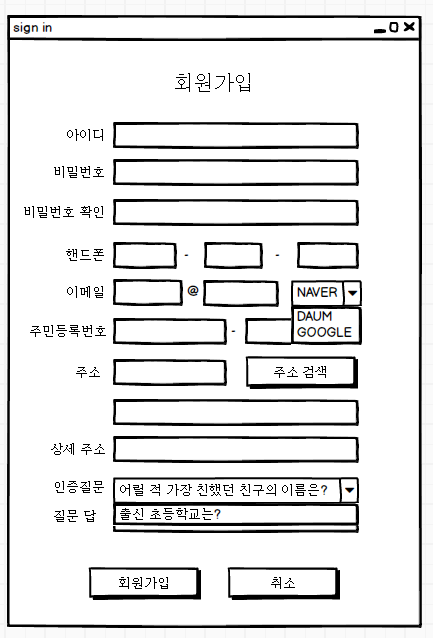 sign in
회원가입
아이디
비밀번호
비밀번호 확인
핸드폰 - -
이메일 @ NAVER
DAUM
GOOGLE
주민등록번호 -
주소 주소 검색
상세 주소
인증질문 어릴 적 가장 친했던 친구의 이름은?
질문 답 출신 초등학교는?
회원가입 취소